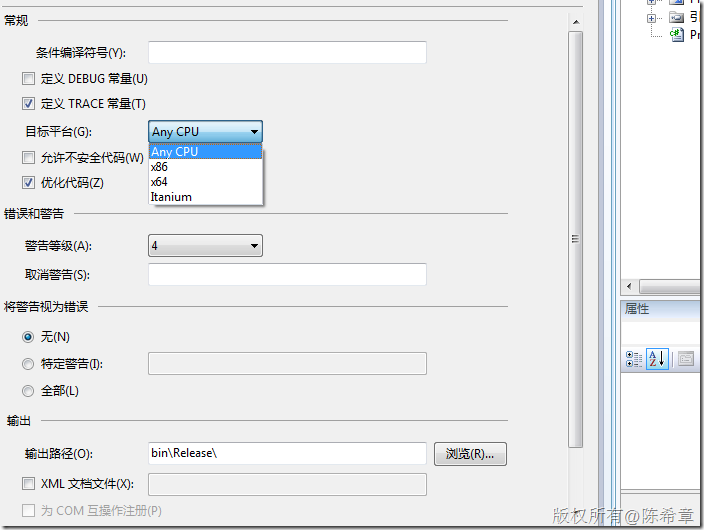 常规
条件编译符号(Y):
定义 DEBUG 常量(U)
定义 TRACE 常量(T)
目标平台(G):
Any CPU
Any CPU
x86
x64
Itanium
允许不安全代码(W)
优化代码(Z)
错误和警告
警告等级(A):
4
取消警告(S):
将警告视为错误
无(N)
特定警告(I):
全部(L)
输出
输出路径(O):
bin\Release\
浏览(R)...
XML 文档文件(X):
为 COM 互操作注册(P)
引
Pr
属性
版权所有@陈希章